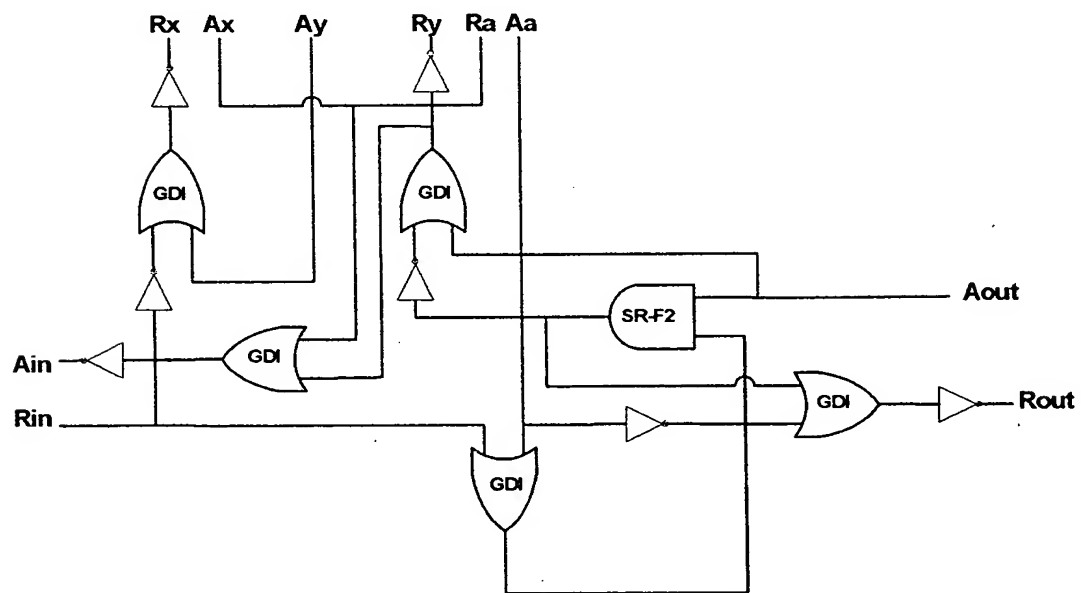 Rx Ax Ay Ry Ra Aa
GDI
GDI
Aout
SR-F2
Ain
GDI
GDI
Rout
Rin
GDI